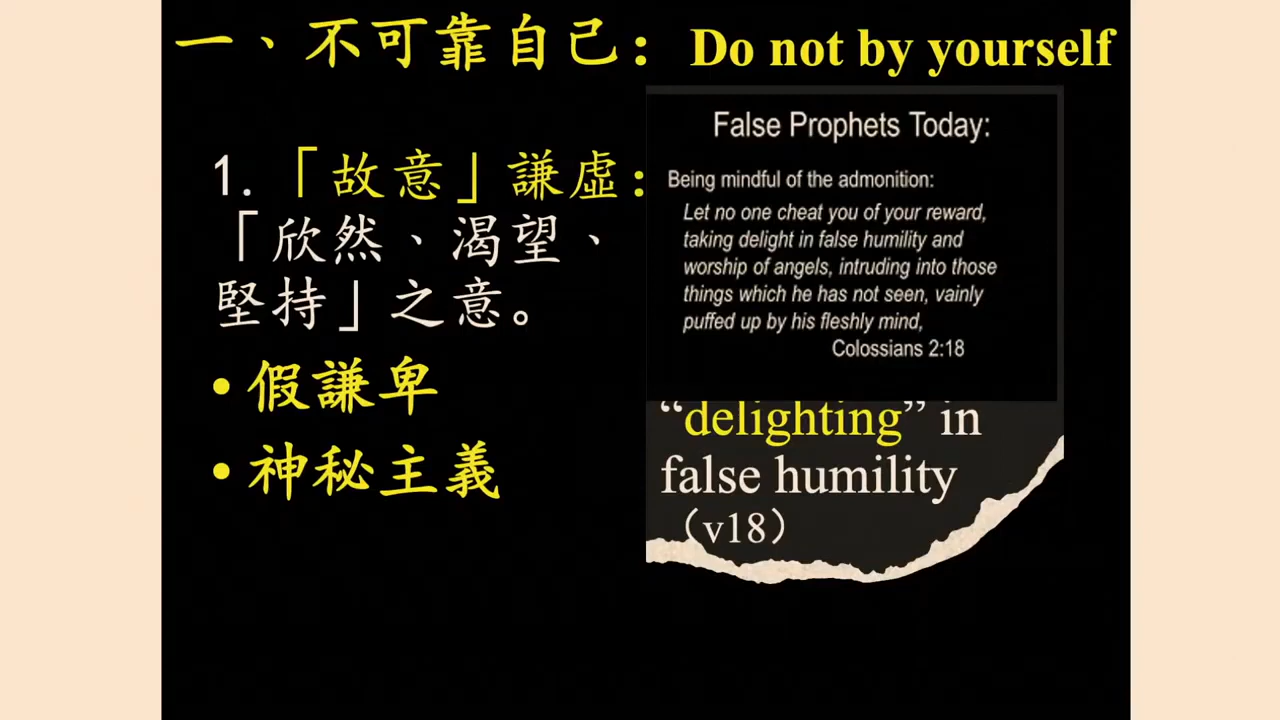 一、不可靠自己：Do not by yourself
1.「故意」謙虛：
「欣然、渴望、
堅持」之意。
• 假謙卑
• 神秘主義
False Prophets Today:
Being mindful of the admonition:
Let no one cheat you of your reward,
taking delight in false humility and
worship of angels, intruding into those
things which he has not seen, vainly
puffed up by his fleshly mind,
Colossians 2:18
“delighting” in
false humility
（v18）